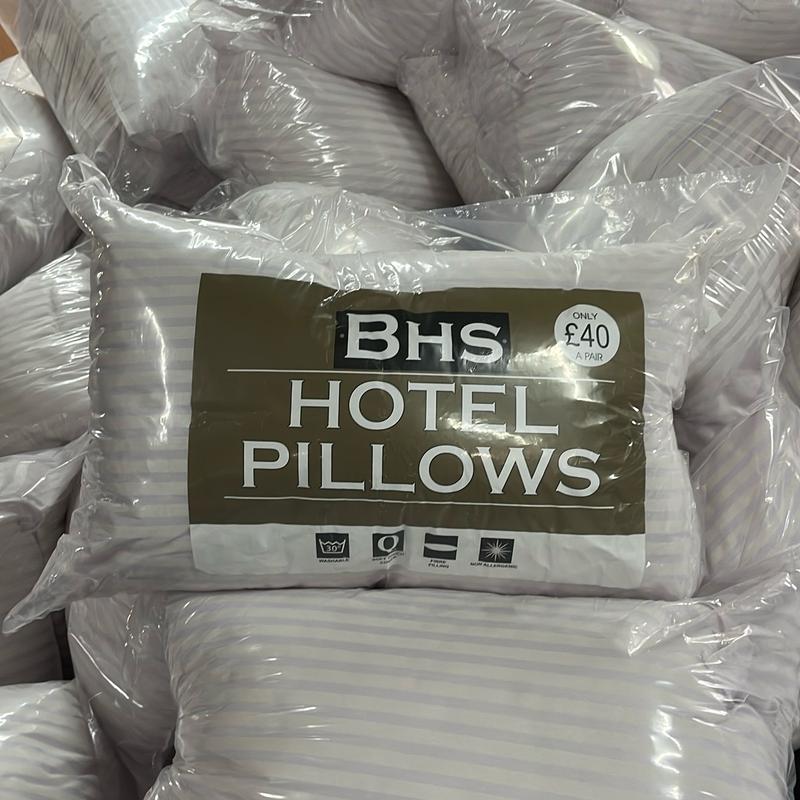 BHS
ONLY
£40
A PAIR
HOTEL
PILLOWS
30°
WASHABLE
FIBRE
FILLING
NON ALLERGENIC